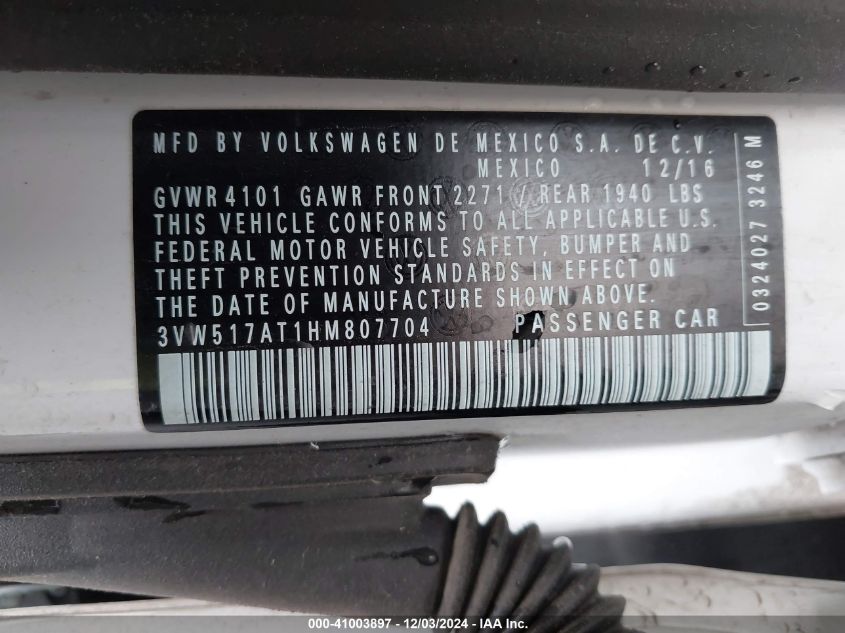 MFD BY VOLKSWAGEN DE MEXICO S.A. DE C.V.
MEXICO 12/16
GVWR 4101 GAWR FRONT 2271 / REAR 1940 LBS
THIS VEHICLE CONFORMS TO ALL APPLICABLE U.S.
FEDERAL MOTOR VEHICLE SAFETY, BUMPER AND
THEFT PREVENTION STANDARDS IN EFFECT ON
THE DATE OF MANUFACTURE SHOWN ABOVE.
3VW517AT1HM807704 PASSENGER CAR
0324027 3246 M
000-41003897 - 12/03/2024 - IAA Inc.